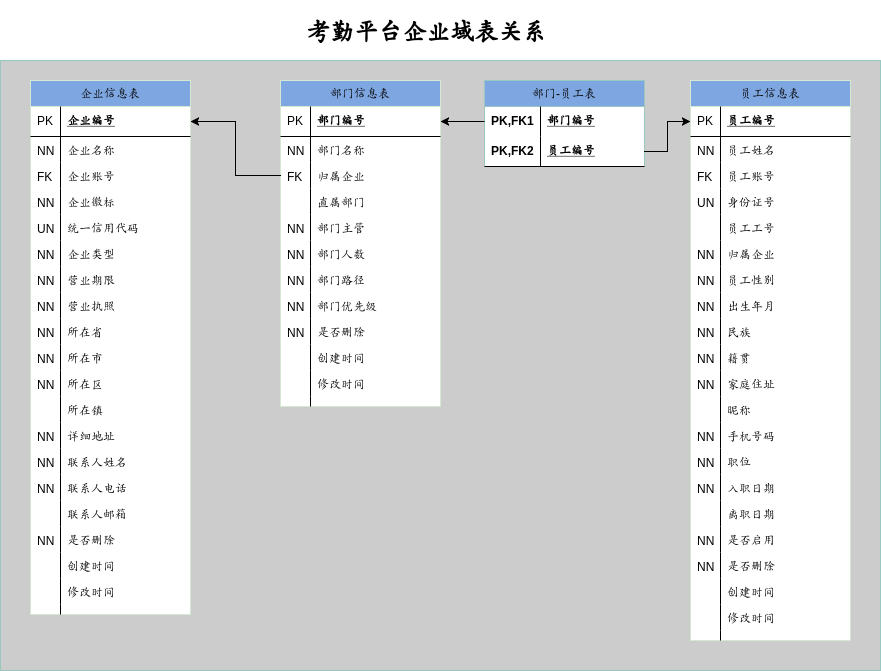 考勤平台企业域表关系
企业信息表
PK 企业编号
NN 企业名称
FK 企业账号
NN 企业徽标
UN 统一信用代码
NN 企业类型
NN 营业期限
NN 营业执照
NN 所在省
NN 所在市
NN 所在区
所在镇
NN 详细地址
NN 联系人姓名
NN 联系人电话
联系人邮箱
NN 是否删除
创建时间
修改时间
部门信息表
PK 部门编号
NN 部门名称
FK 归属企业
直属部门
NN 部门主管
NN 部门人数
NN 部门路径
NN 部门优先级
NN 是否删除
创建时间
修改时间
部门-员工表
PK,FK1 部门编号
PK,FK2 员工编号
员工信息表
PK 员工编号
NN 员工姓名
FK 员工账号
UN 身份证号
员工工号
NN 归属企业
NN 员工性别
NN 出生年月
NN 民族
NN 籍贯
NN 家庭住址
昵称
NN 手机号码
NN 职位
NN 入职日期
离职日期
NN 是否启用
NN 是否删除
创建时间
修改时间